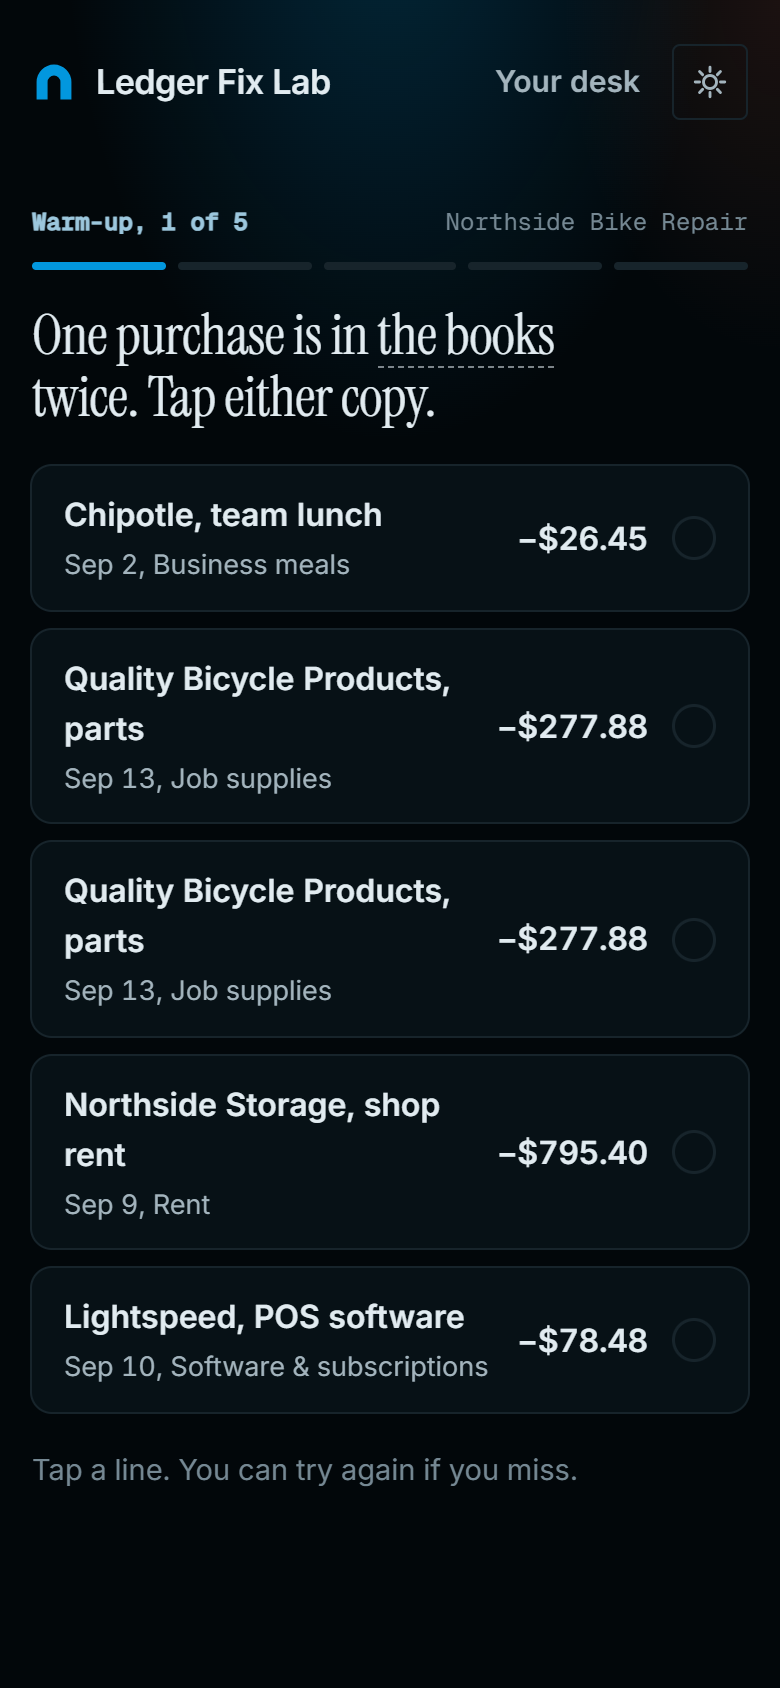 Ledger Fix Lab
Your desk
Warm-up, 1 of 5
Northside Bike Repair
One purchase is in the books
twice. Tap either copy.
Chipotle, team lunch
Sep 2, Business meals
−$26.45
Quality Bicycle Products,
parts
Sep 13, Job supplies
−$277.88
Quality Bicycle Products,
parts
Sep 13, Job supplies
−$277.88
Northside Storage, shop
rent
Sep 9, Rent
−$795.40
Lightspeed, POS software
Sep 10, Software & subscriptions
−$78.48
Tap a line. You can try again if you miss.